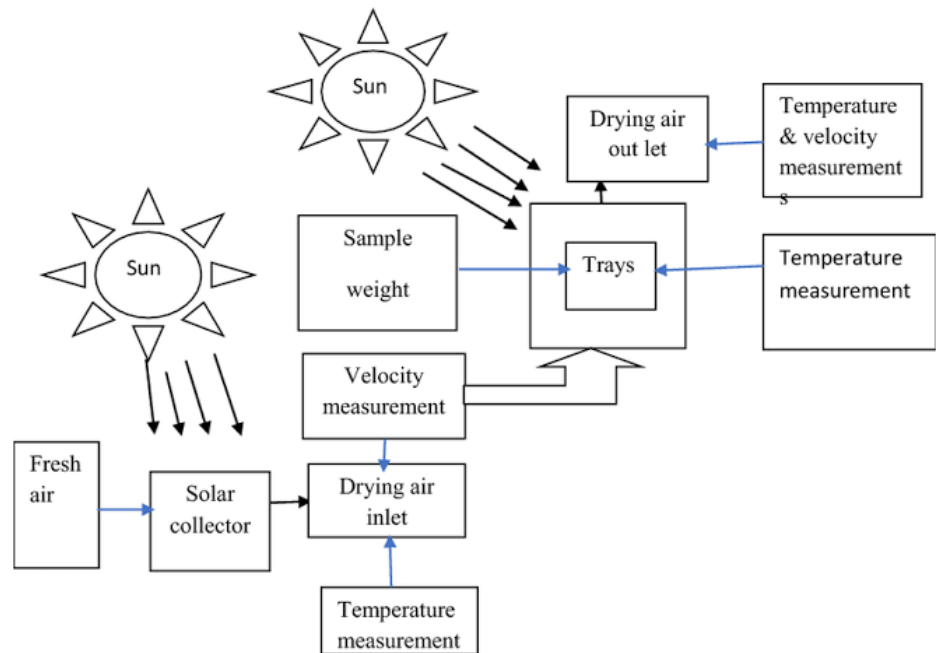 Sun
Drying air
out let
Temperature
& velocity
measurement
s
Sample
weight
Trays
Temperature
measurement
Sun
Velocity
measurement
Fresh
air
Solar
collector
Drying air
inlet
Temperature
measurement